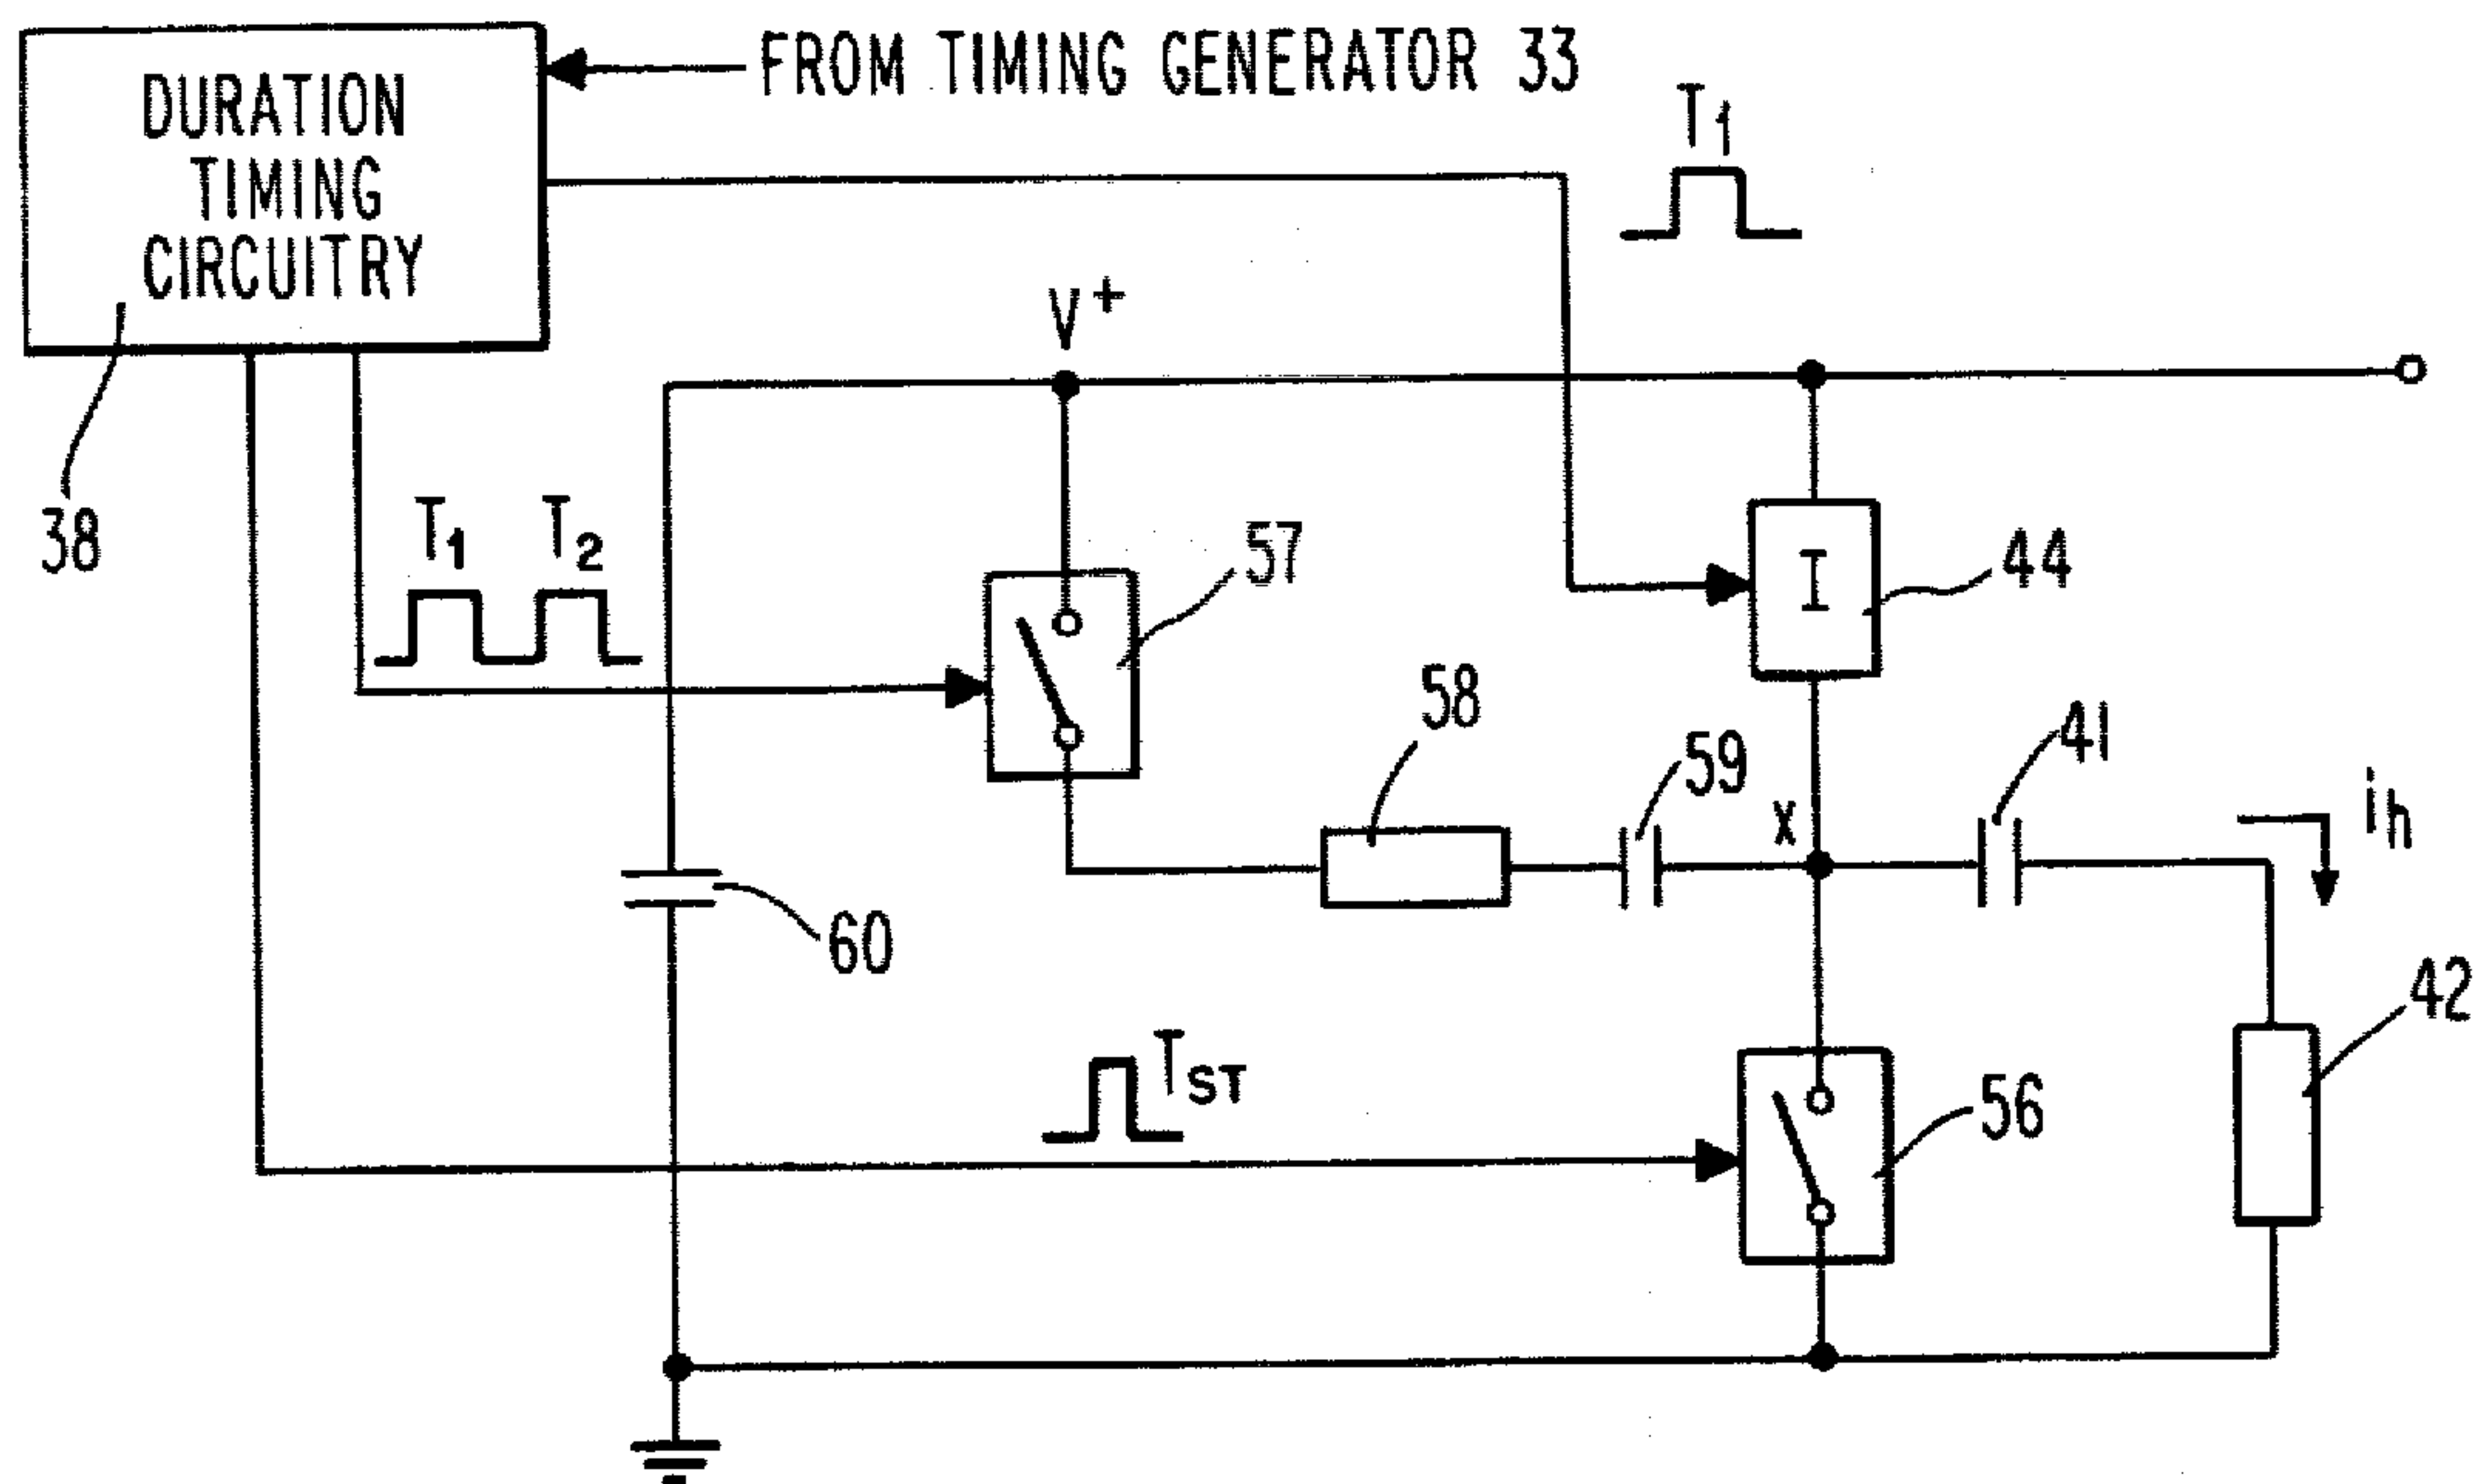 DURATION
TIMING
CIRCUITRY
FROM TIMING GENERATOR 33
T1
V+
38
T1 T2
57
I
44
58
59
X
41
ih
60
42
TST
56